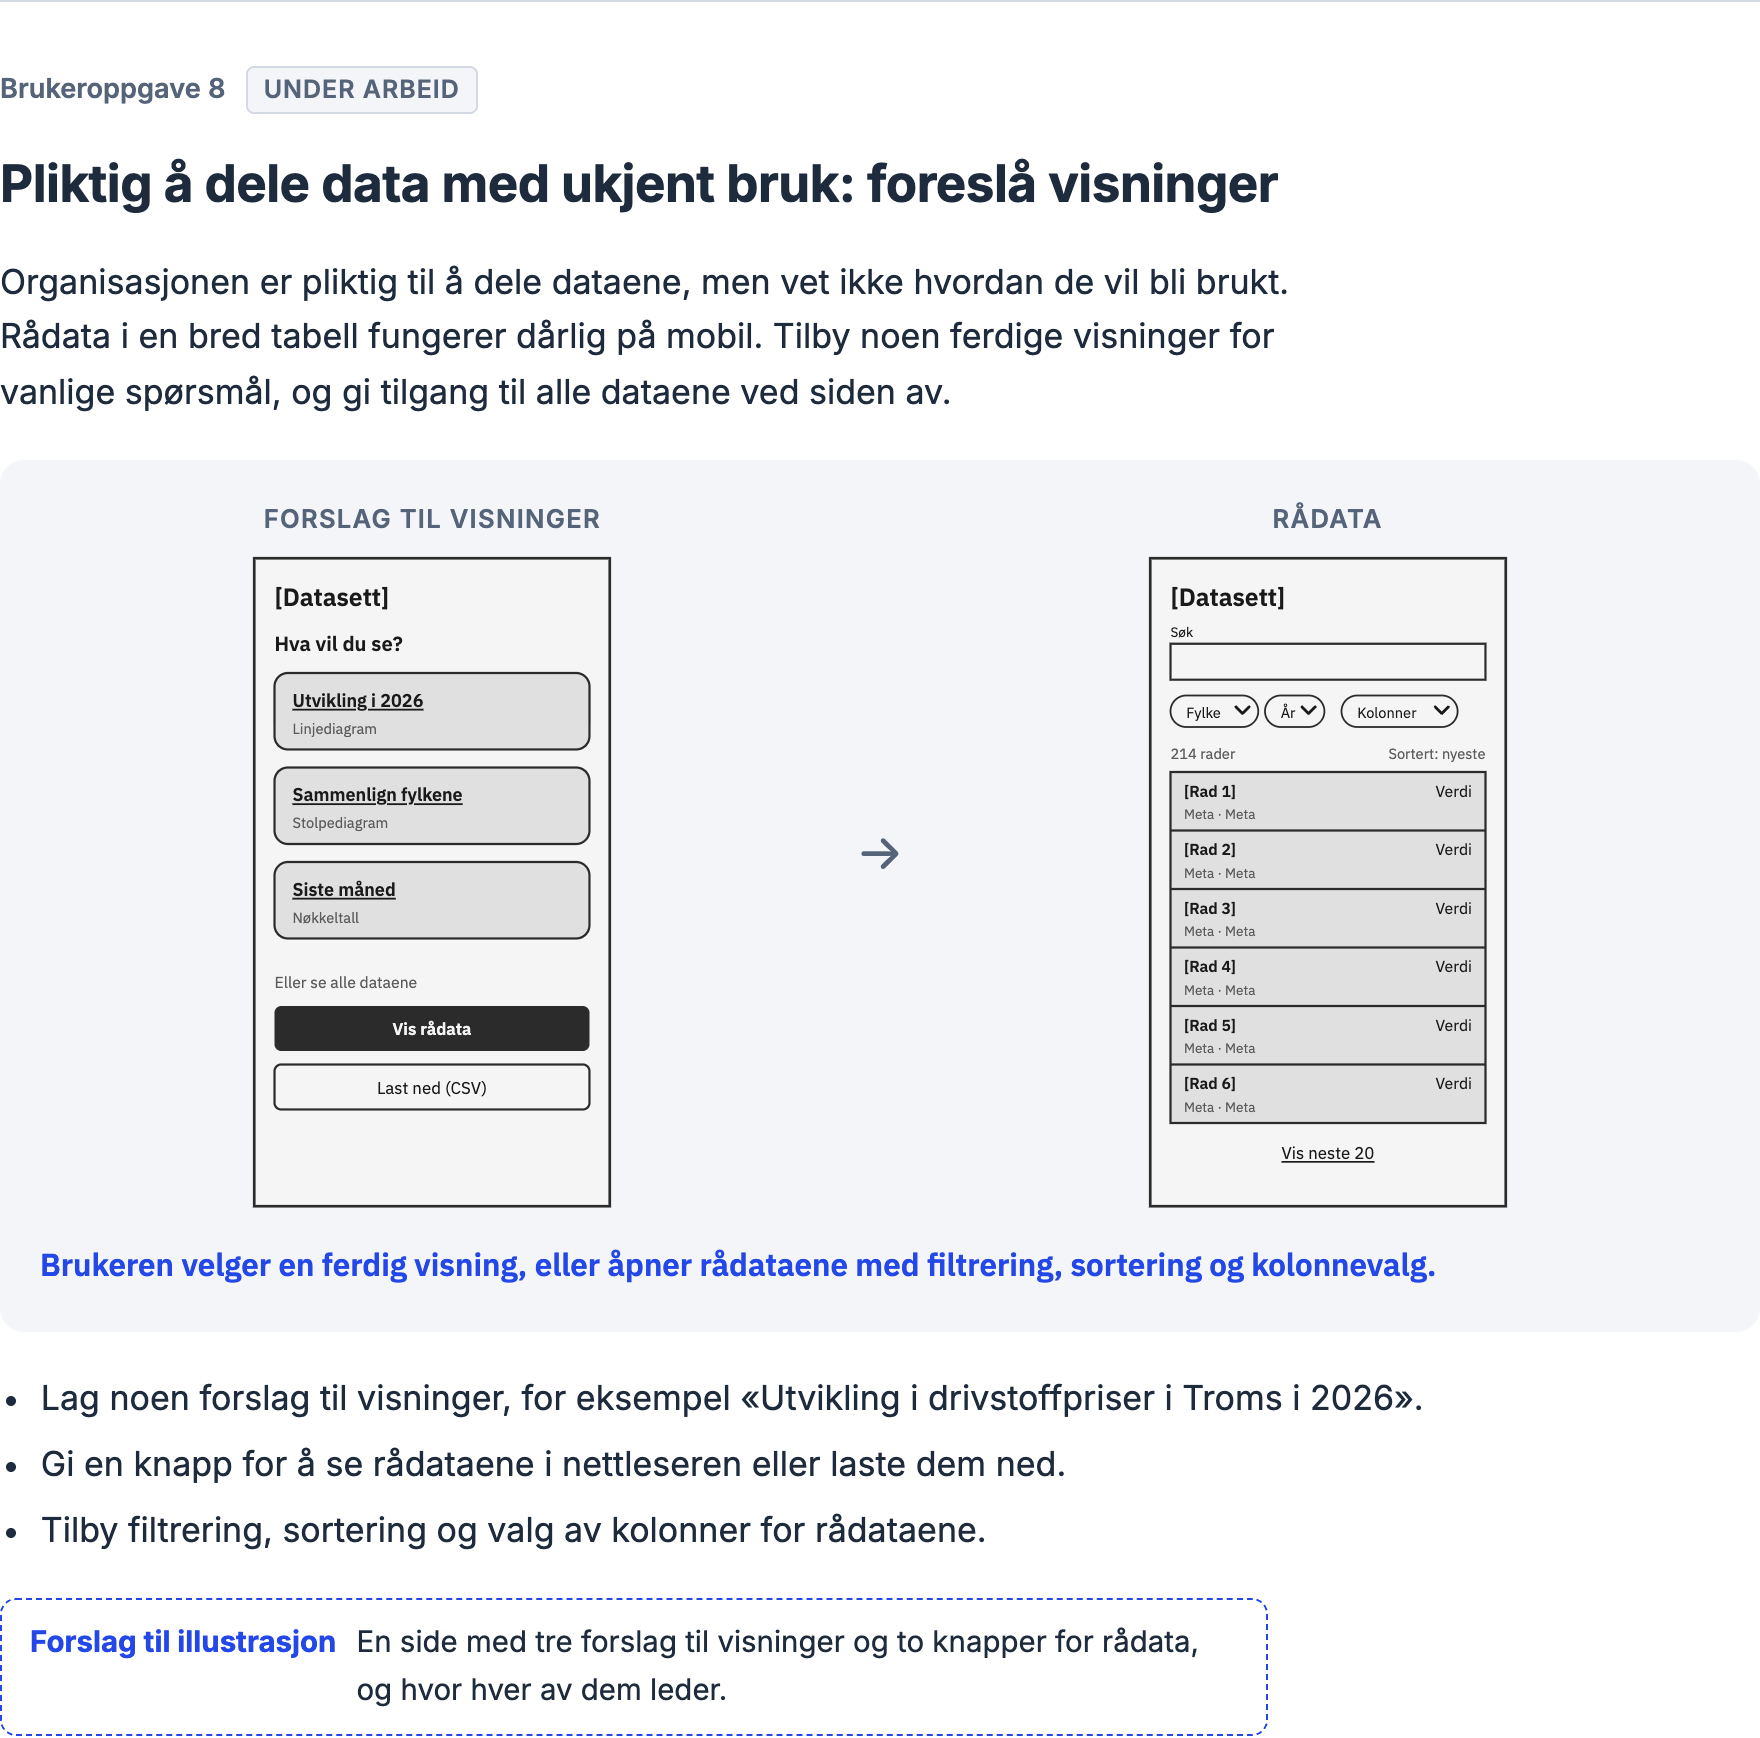 Brukeroppgave 8 UNDER ARBEID
Pliktig å dele data med ukjent bruk: foreslå visninger
Organisasjonen er pliktig til å dele dataene, men vet ikke hvordan de vil bli brukt.
Rådata i en bred tabell fungerer dårlig på mobil. Tilby noen ferdige visninger for
vanlige spørsmål, og gi tilgang til alle dataene ved siden av.
FORSLAG TIL VISNINGER
[Datasett]
Hva vil du se?
Utvikling i 2026
Linjediagram
Sammenlign fylkene
Stolpediagram
Siste måned
Nøkkeltall
Eller se alle dataene
Vis rådata
Last ned (CSV)
RÅDATA
[Datasett]
Søk
Fylke År Kolonner
214 rader Sortert: nyeste
[Rad 1] Verdi
Meta · Meta
[Rad 2] Verdi
Meta · Meta
[Rad 3] Verdi
Meta · Meta
[Rad 4] Verdi
Meta · Meta
[Rad 5] Verdi
Meta · Meta
[Rad 6] Verdi
Meta · Meta
Vis neste 20
Brukeren velger en ferdig visning, eller åpner rådataene med filtrering, sortering og kolonnevalg.
• Lag noen forslag til visninger, for eksempel «Utvikling i drivstoffpriser i Troms i 2026».
• Gi en knapp for å se rådataene i nettleseren eller laste dem ned.
• Tilby filtrering, sortering og valg av kolonner for rådataene.
Forslag til illustrasjon En side med tre forslag til visninger og to knapper for rådata,
og hvor hver av dem leder.